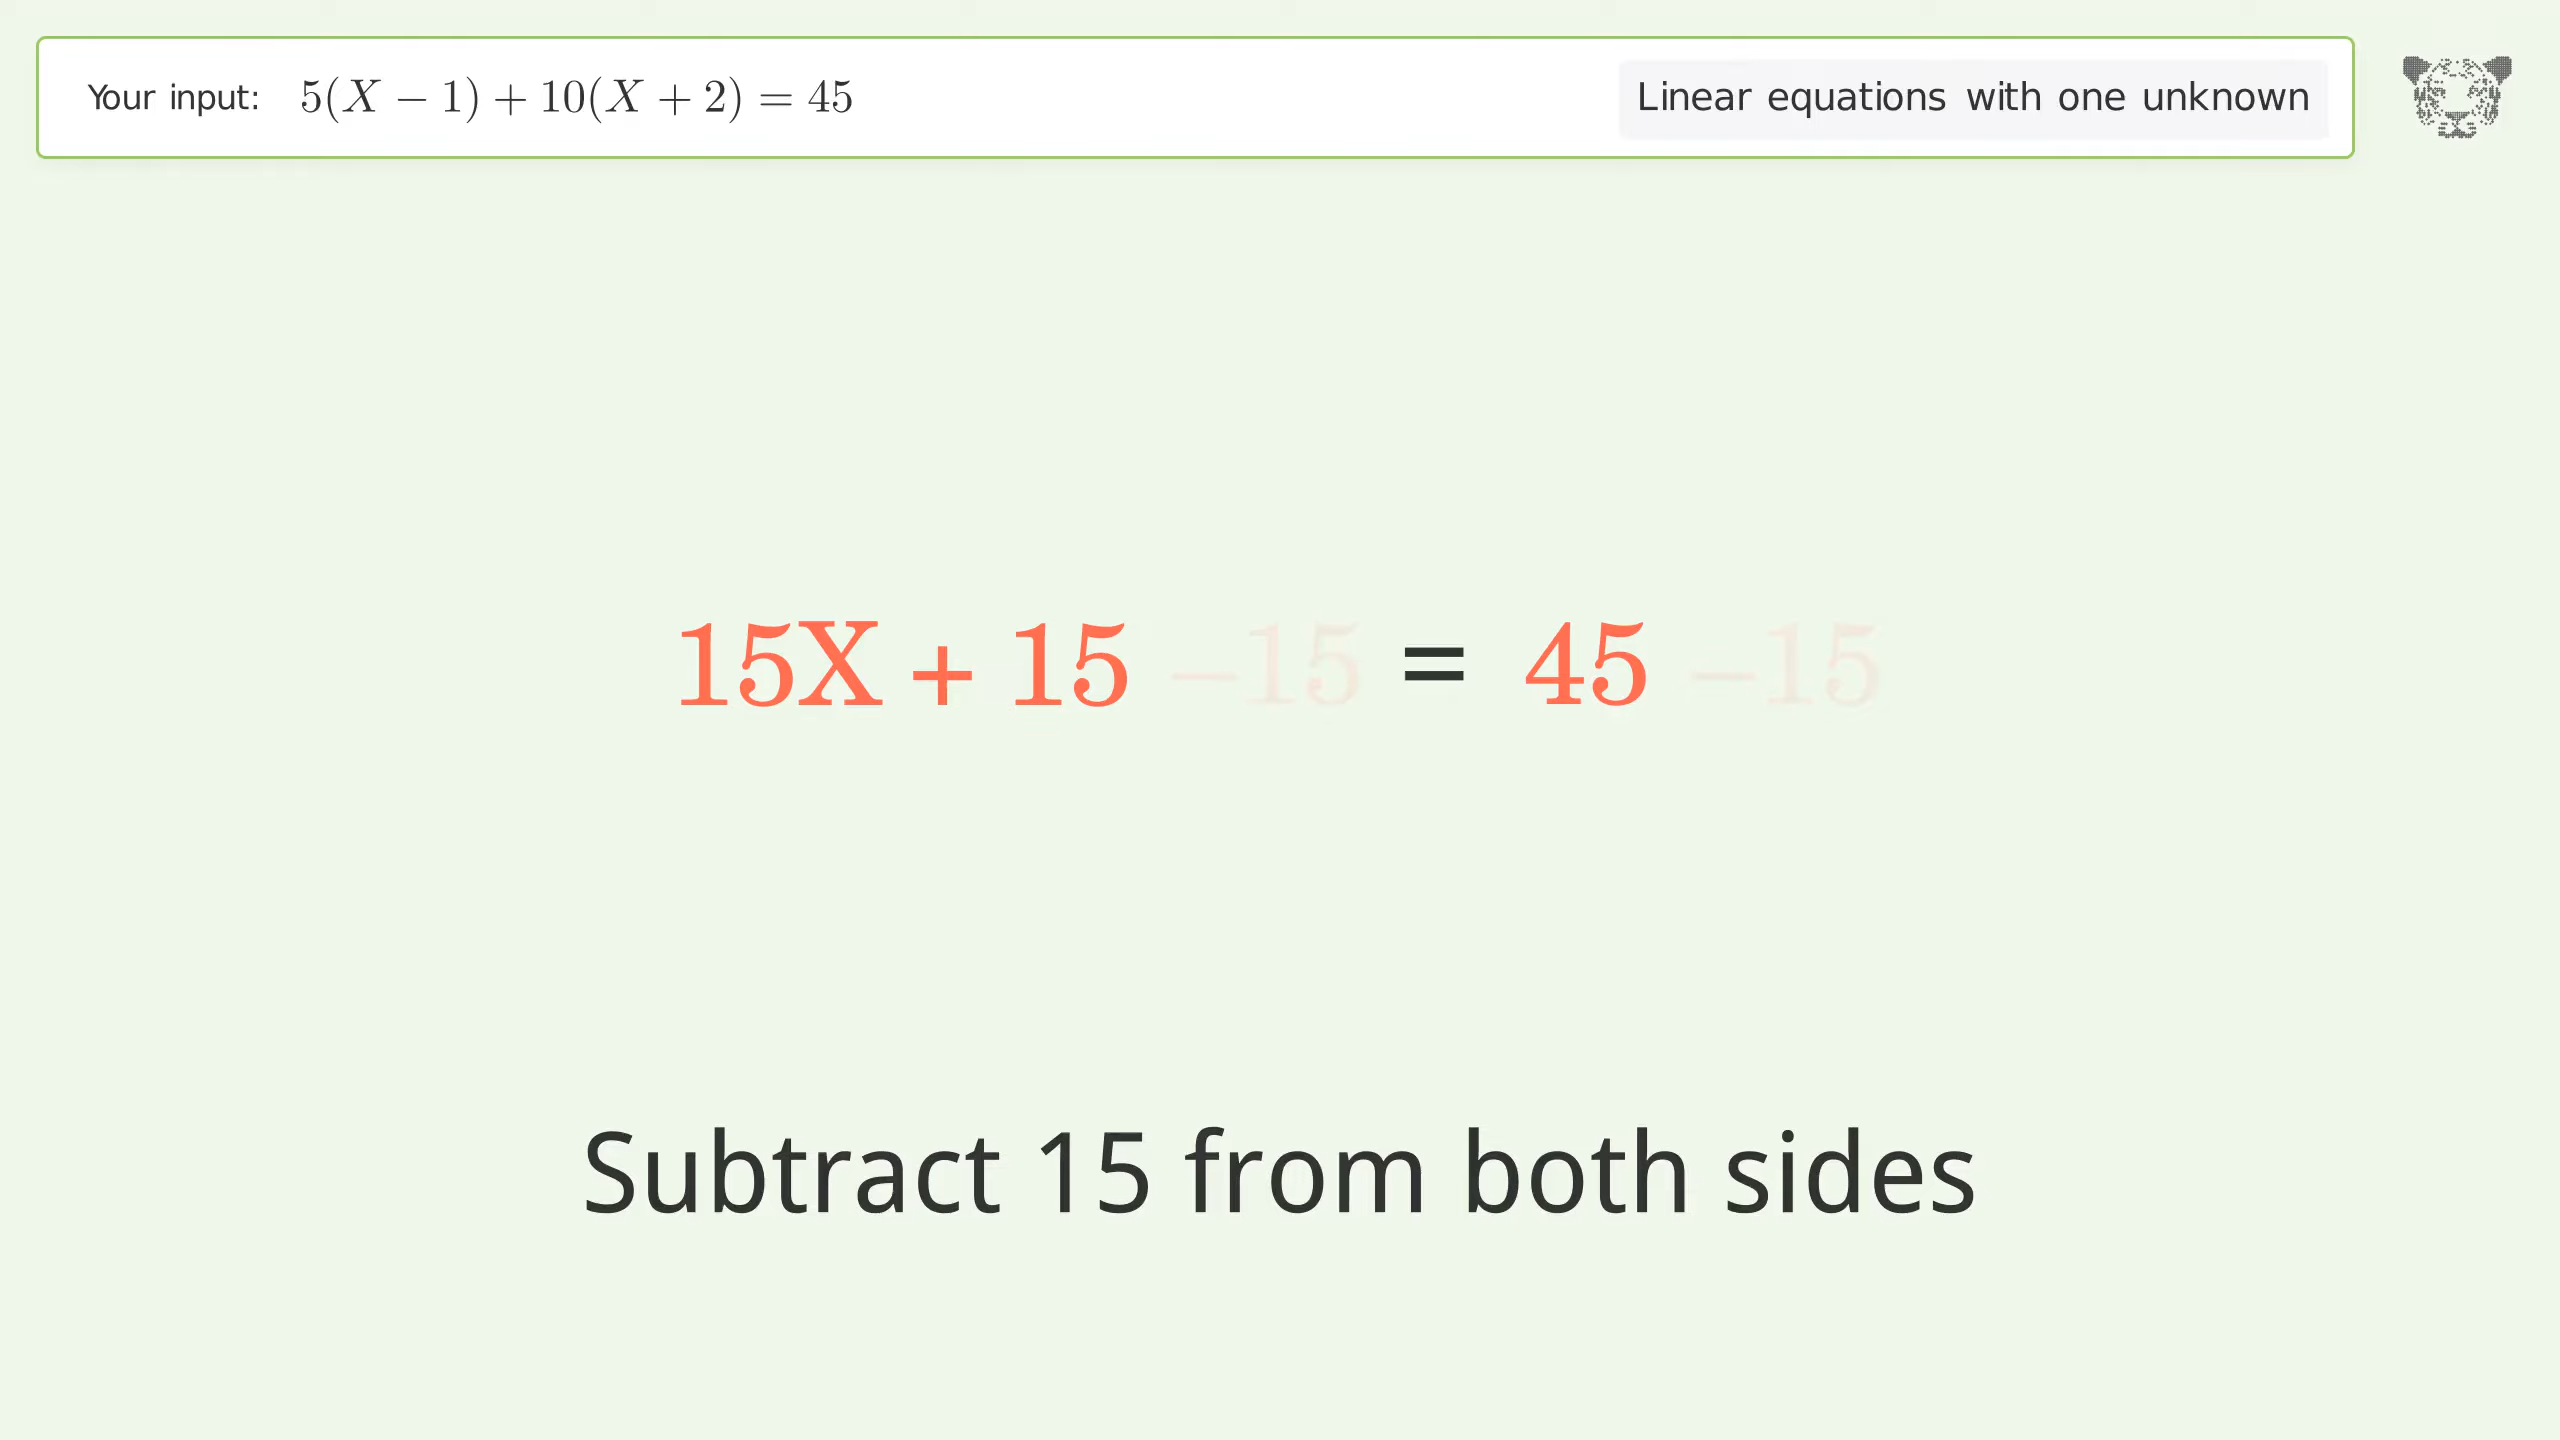 Your input: 5(X − 1) + 10(X + 2) = 45
Linear equations with one unknown
15X + 15 −15 = 45 −15
Subtract 15 from both sides